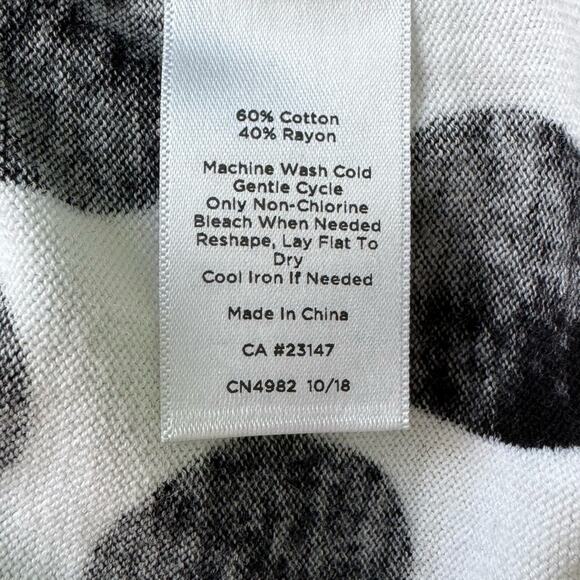 60% Cotton
40% Rayon
Machine Wash Cold
Gentle Cycle
Only Non-Chlorine
Bleach When Needed
Reshape, Lay Flat To
Dry
Cool Iron If Needed
Made In China
CA #23147
CN4982 10/18